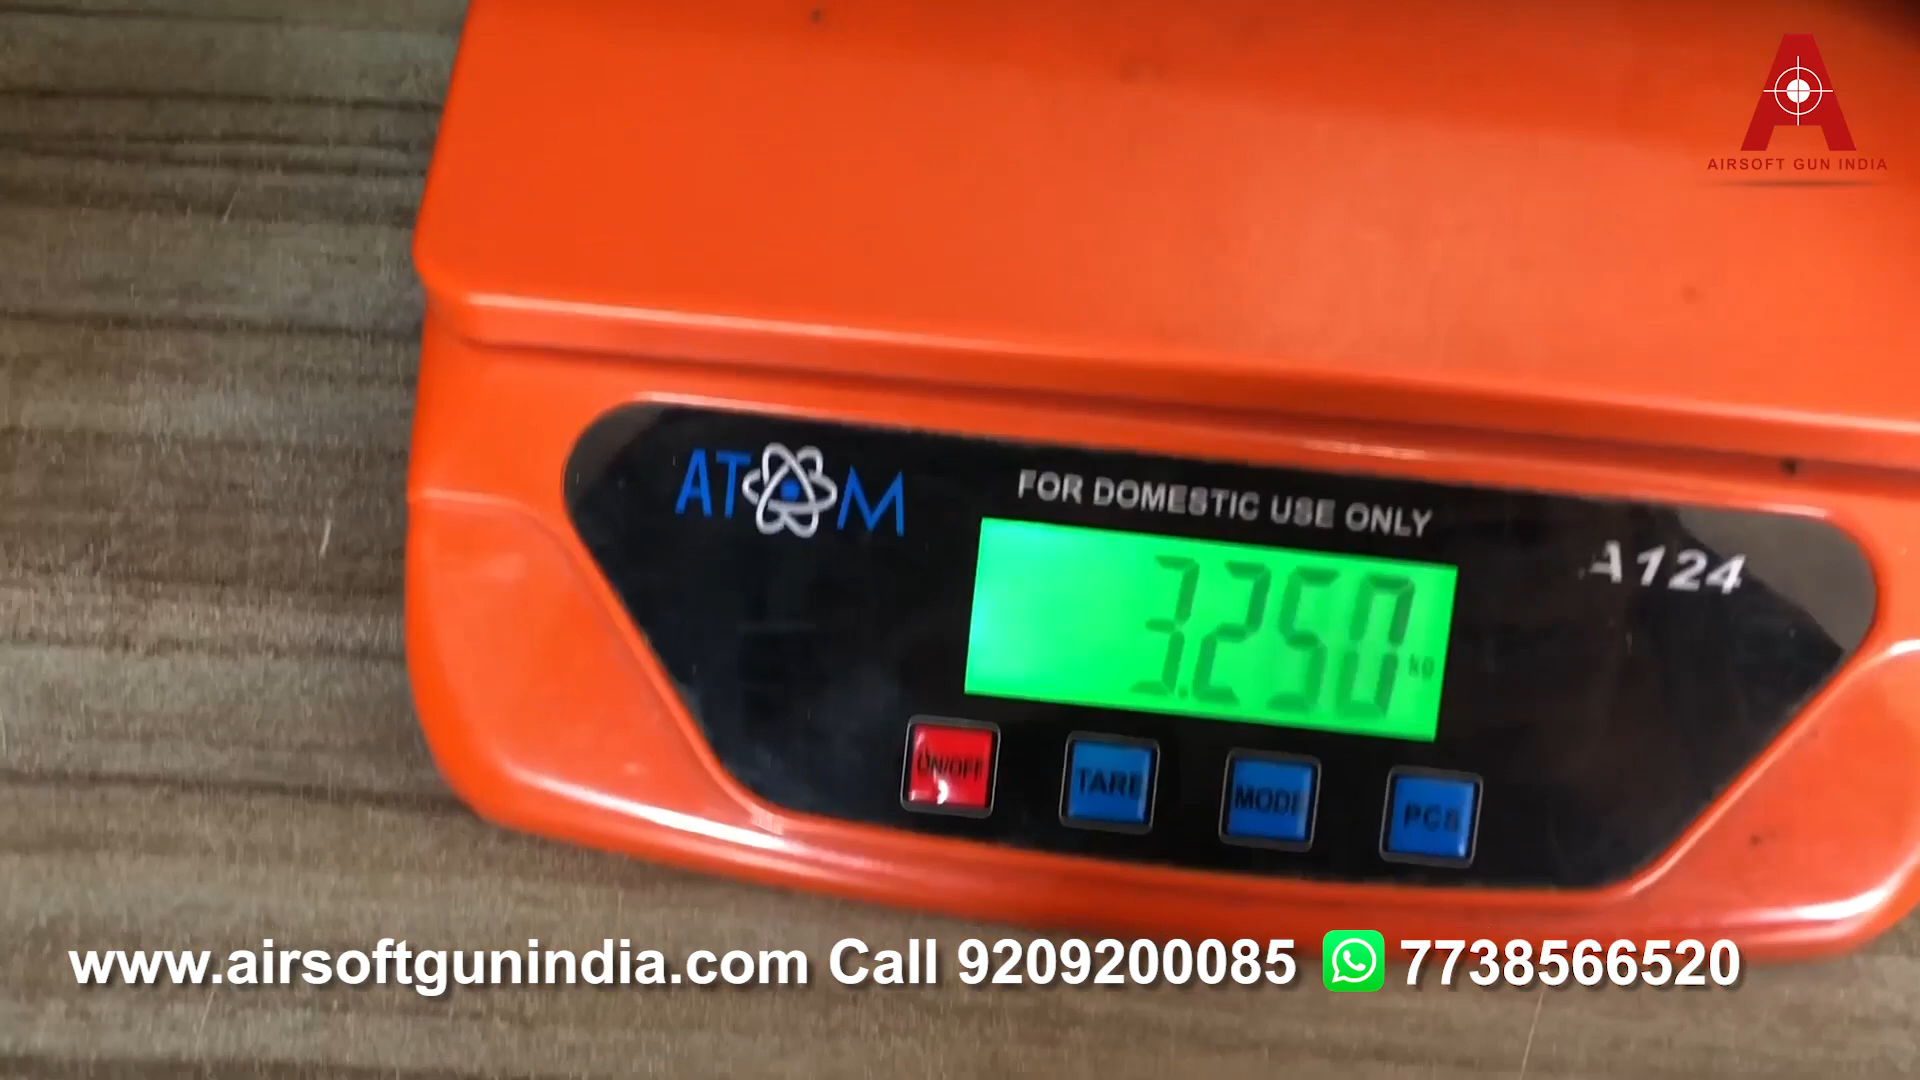 AIRSOFT GUN INDIA
ATOM
FOR DOMESTIC USE ONLY
A124
3.250 kg
ON/OFF
TARE
MODE
PCS
www.airsoftgunindia.com Call 9209200085 7738566520